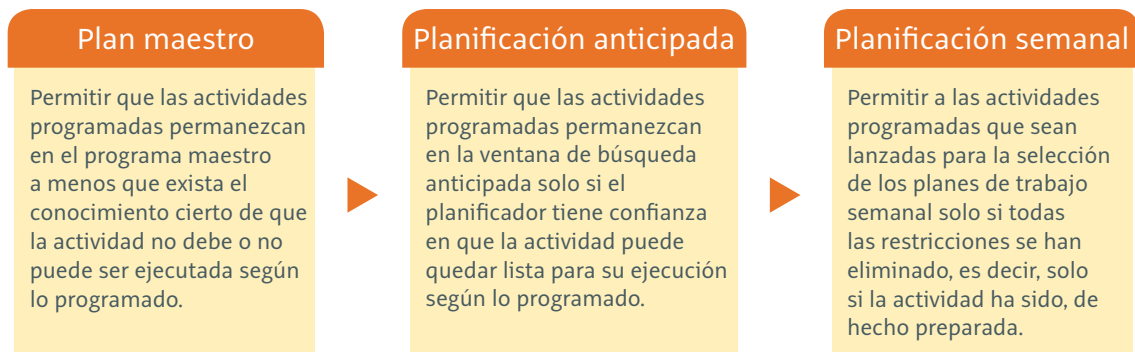 Plan maestro
Permitir que las actividades
programadas permanezcan
en el programa maestro
a menos que exista el
conocimiento cierto de que
la actividad no debe o no
puede ser ejecutada según
lo programado.
Planificación anticipada
Permitir que las actividades
programadas permanezcan
en la ventana de búsqueda
anticipada solo si el
planificador tiene confianza
en que la actividad puede
quedar lista para su ejecución
según lo programado.
Planificación semanal
Permitir a las actividades
programadas que sean
lanzadas para la selección
de los planes de trabajo
semanal solo si todas
las restricciones se han
eliminado, es decir, solo
si la actividad ha sido, de
hecho preparada.